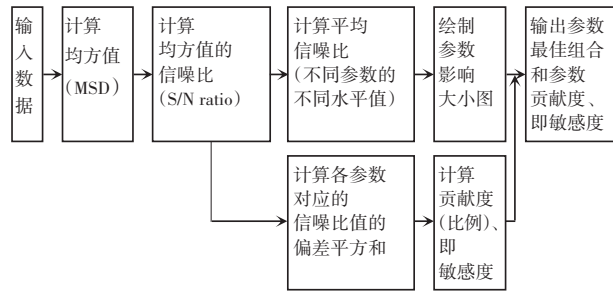 输
入
数
据
计算
均方值
(MSD)
计算
均方值的
信噪比
(S/N ratio)
计算平均
信噪比
(不同参数的
不同水平值)
绘制
参数
影响
大小图
输出参数
最佳组合
和参数
贡献度、
即敏感度
计算各参数
对应的
信噪比值的
偏差平方和
计算
贡献度
(比例)、
即
敏感度